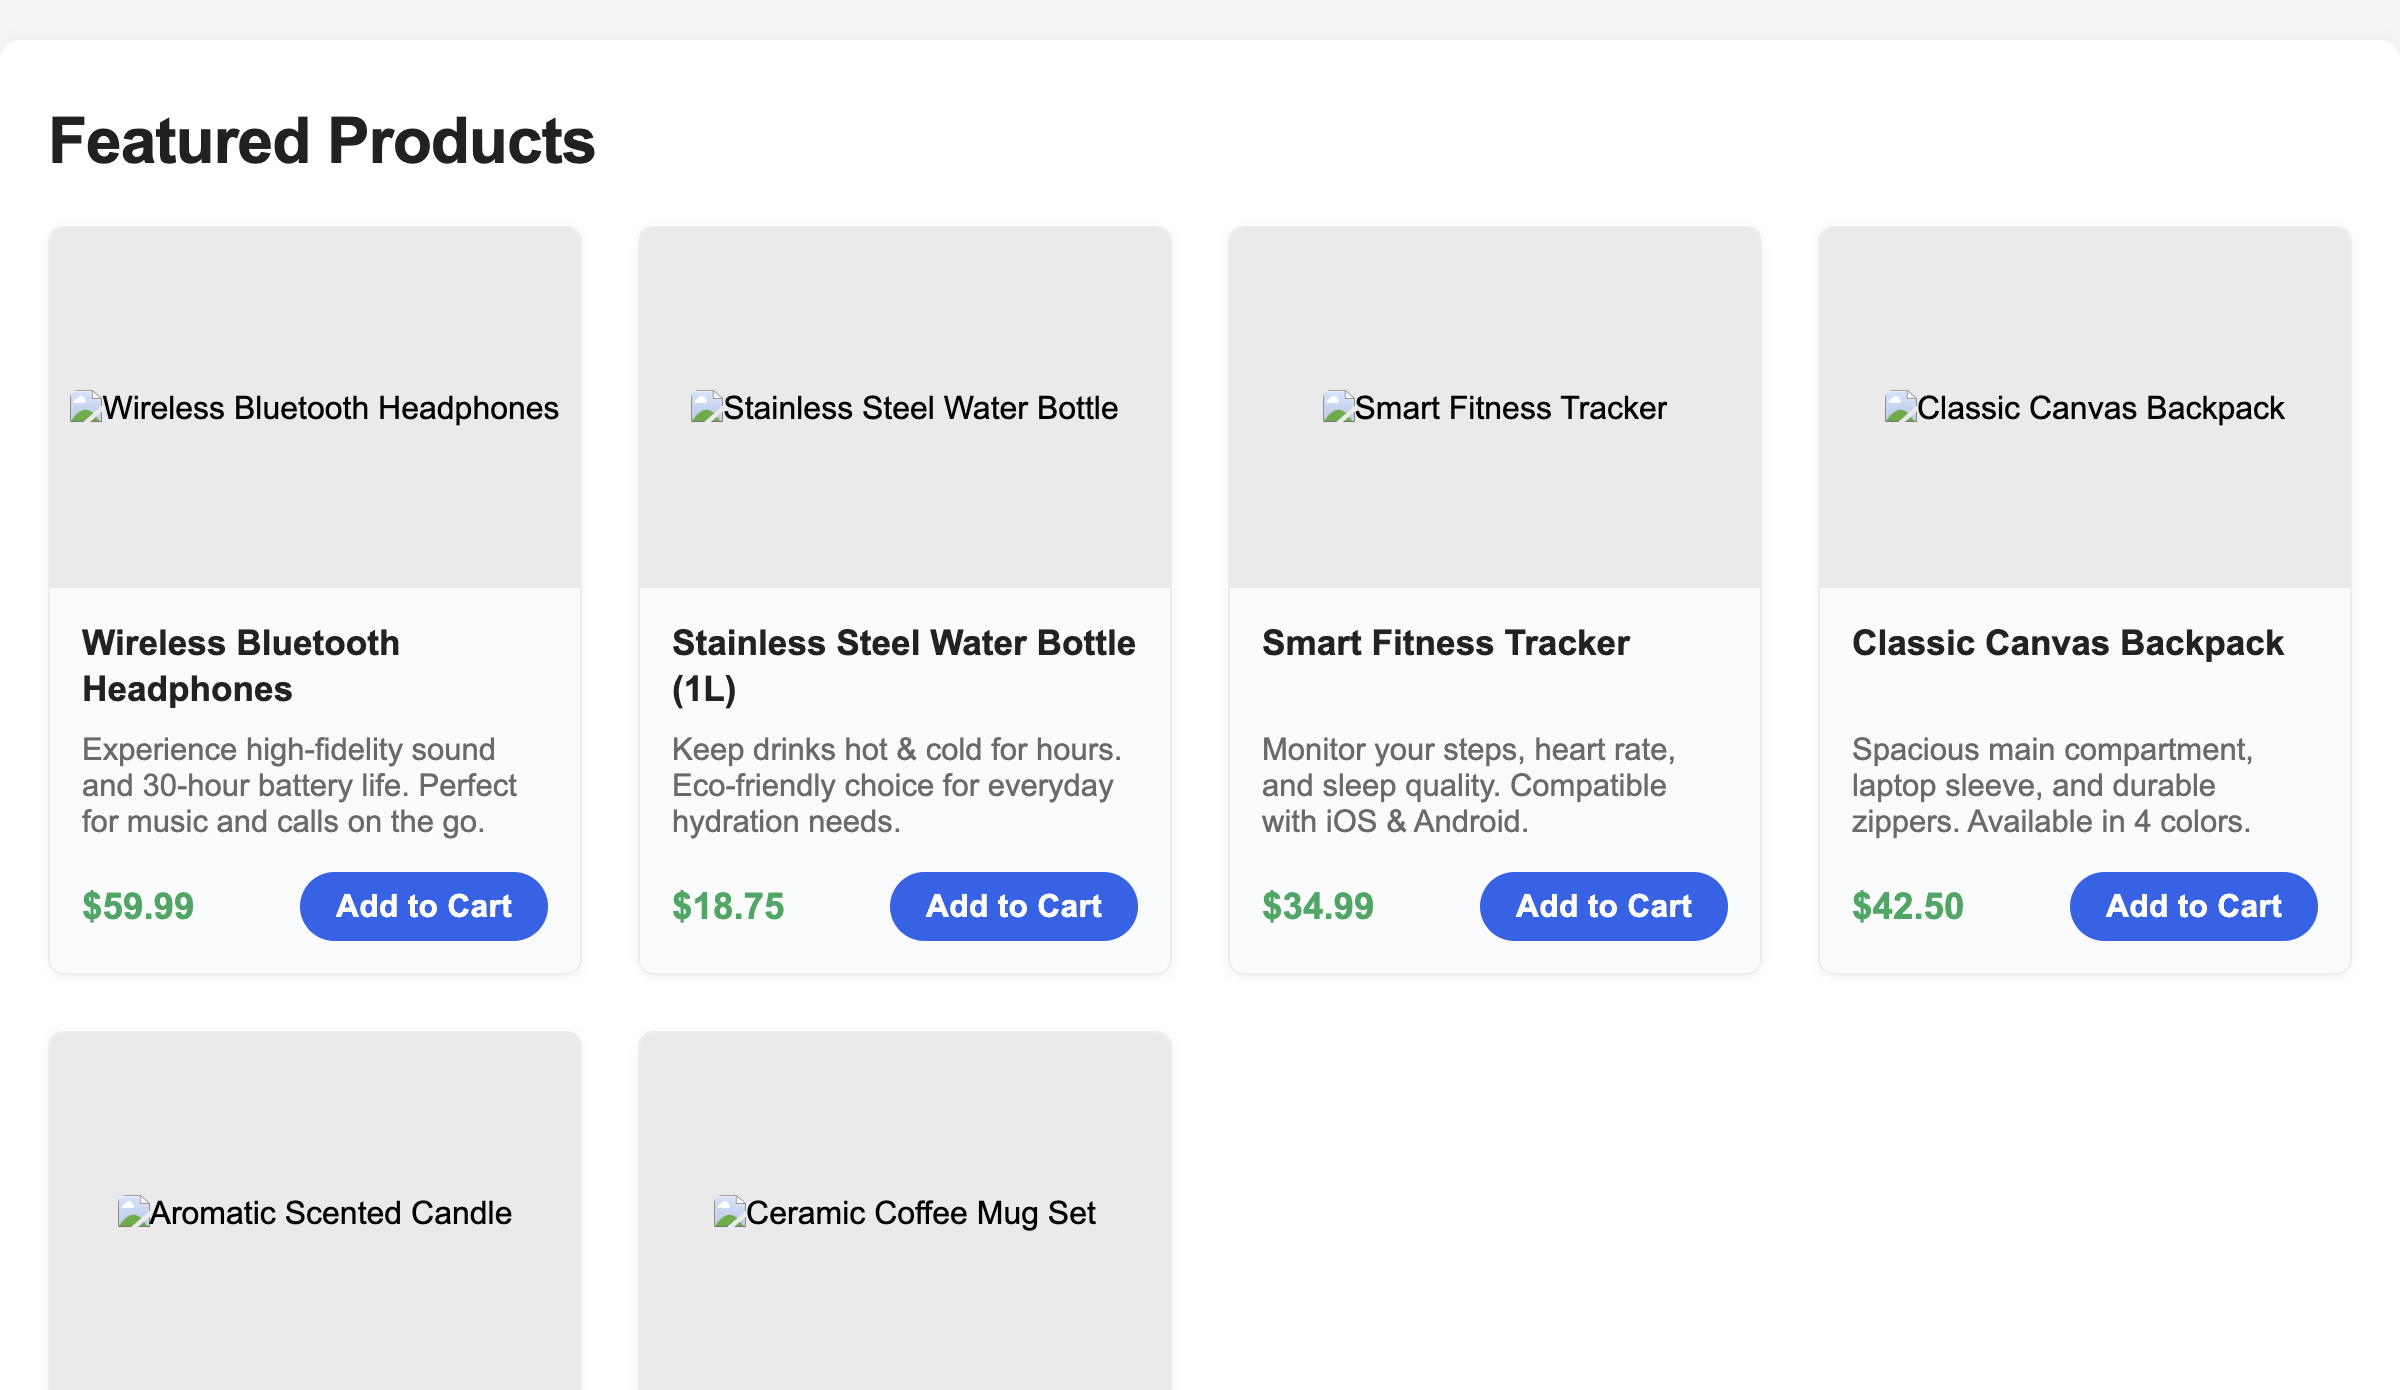 Featured Products
Wireless Bluetooth Headphones
Stainless Steel Water Bottle
Smart Fitness Tracker
Classic Canvas Backpack
Wireless Bluetooth
Headphones
Experience high-fidelity sound
and 30-hour battery life. Perfect
for music and calls on the go.
$59.99
Add to Cart
Stainless Steel Water Bottle
(1L)
Keep drinks hot & cold for hours.
Eco-friendly choice for everyday
hydration needs.
$18.75
Add to Cart
Smart Fitness Tracker
Monitor your steps, heart rate,
and sleep quality. Compatible
with iOS & Android.
$34.99
Add to Cart
Classic Canvas Backpack
Spacious main compartment,
laptop sleeve, and durable
zippers. Available in 4 colors.
$42.50
Add to Cart
Aromatic Scented Candle
Ceramic Coffee Mug Set